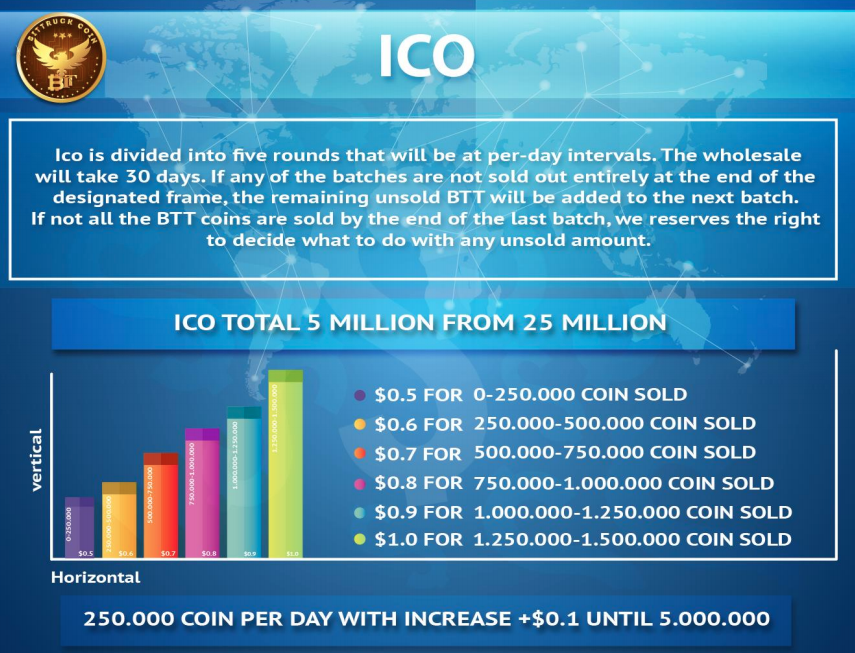 BITTRUCK COIN
BTT
ICO
Ico is divided into five rounds that will be at per-day intervals. The wholesale
will take 30 days. If any of the batches are not sold out entirely at the end of the
designated frame, the remaining unsold BTT will be added to the next batch.
If not all the BTT coins are sold by the end of the last batch, we reserves the right
to decide what to do with any unsold amount.
ICO TOTAL 5 MILLION FROM 25 MILLION
vertical
0-250.000
250.000-500.000
500.000-750.000
750.000-1.000.000
1.000.000-1.250.000
1.250.000-1.500.000
$0.5
$0.6
$0.7
$0.8
$0.9
$1.0
Horizontal
$0.5 FOR 0-250.000 COIN SOLD
$0.6 FOR 250.000-500.000 COIN SOLD
$0.7 FOR 500.000-750.000 COIN SOLD
$0.8 FOR 750.000-1.000.000 COIN SOLD
$0.9 FOR 1.000.000-1.250.000 COIN SOLD
$1.0 FOR 1.250.000-1.500.000 COIN SOLD
250.000 COIN PER DAY WITH INCREASE +$0.1 UNTIL 5.000.000